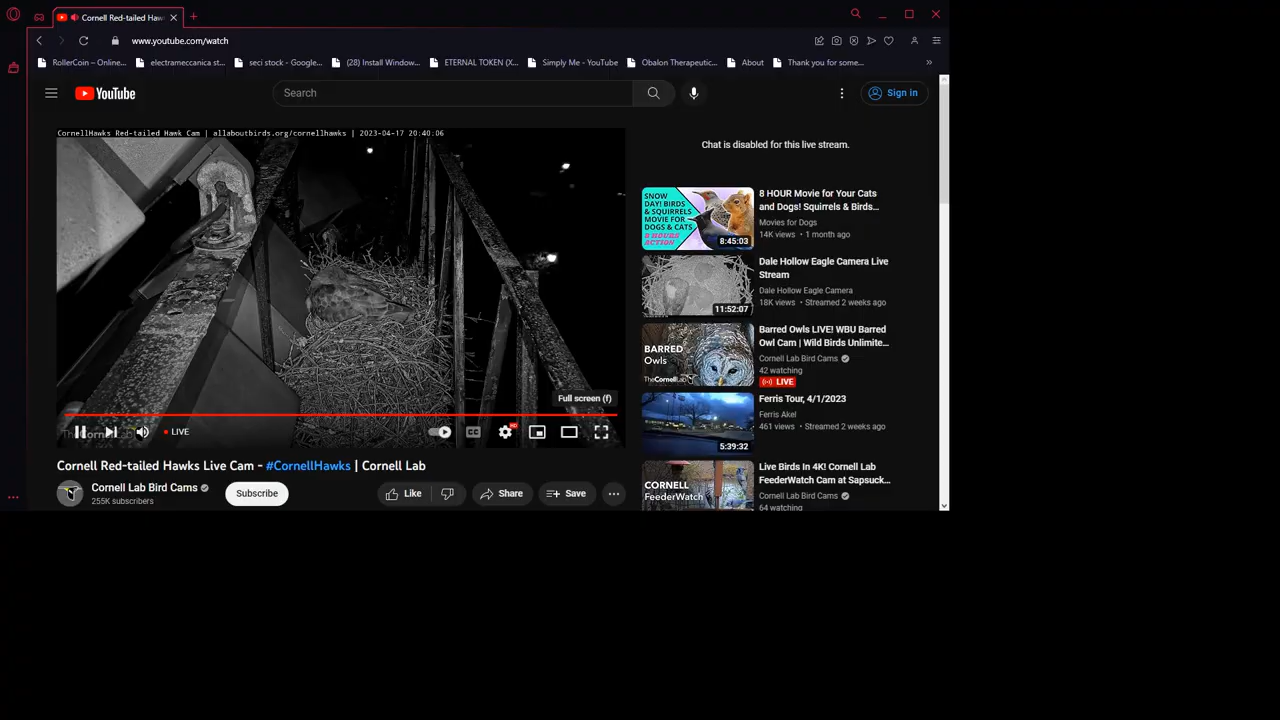 Cornell Red-tailed Haw
www.youtube.com/watch
RollerCoin – Online...
electrameccanica st...
seci stock - Google...
(28) Install Window...
ETERNAL TOKEN (X...
Simply Me - YouTube
Obalon Therapeutic...
About
Thank you for some...
YouTube
Search
Sign in
CornellHawks Red-tailed Hawk Cam | allaboutbirds.org/cornellhawks | 2023-04-17 20:40:06
Full screen (f)
TheCornellLab
LIVE
CC
HD
Cornell Red-tailed Hawks Live Cam - #CornellHawks | Cornell Lab
Cornell Lab Bird Cams
255K subscribers
Subscribe
Like
Share
Save
Chat is disabled for this live stream.
SNOW
DAY! BIRDS
& SQUIRRELS
MOVIE FOR
DOGS & CATS
8 HOURS
ACTION
8:45:03
8 HOUR Movie for Your Cats
and Dogs! Squirrels & Birds...
Movies for Dogs
14K views • 1 month ago
11:52:07
Dale Hollow Eagle Camera Live
Stream
Dale Hollow Eagle Camera
18K views • Streamed 2 weeks ago
BARRED
Owls
TheCornellLab
Barred Owls LIVE! WBU Barred
Owl Cam | Wild Birds Unlimite...
Cornell Lab Bird Cams
42 watching
LIVE
5:39:32
Ferris Tour, 4/1/2023
Ferris Akel
461 views • Streamed 2 weeks ago
CORNELL
FeederWatch
Live Birds In 4K! Cornell Lab
FeederWatch Cam at Sapsuck...
Cornell Lab Bird Cams
64 watching